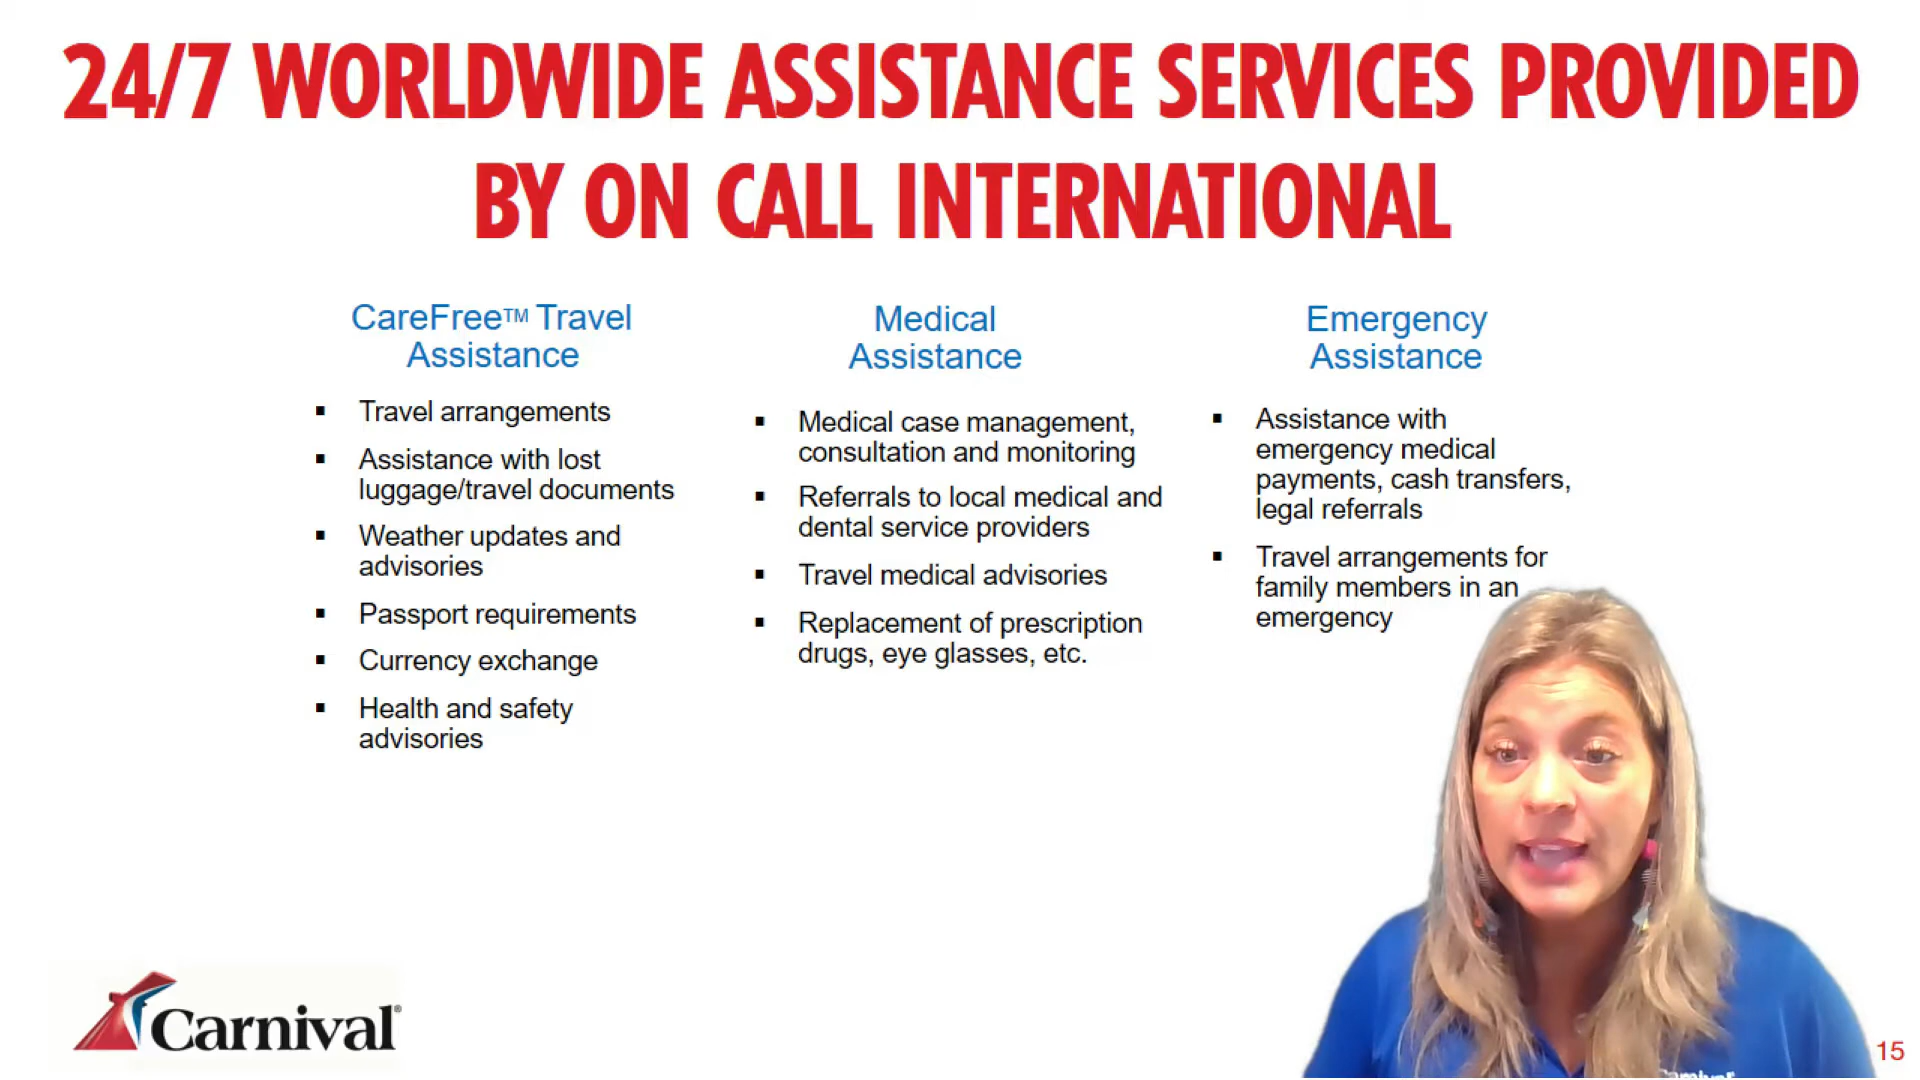 24/7 WORLDWIDE ASSISTANCE SERVICES PROVIDED
BY ON CALL INTERNATIONAL
CareFree™ Travel
Assistance
▪ Travel arrangements
▪ Assistance with lost
luggage/travel documents
▪ Weather updates and
advisories
▪ Passport requirements
▪ Currency exchange
▪ Health and safety
advisories
Medical
Assistance
▪ Medical case management,
consultation and monitoring
▪ Referrals to local medical and
dental service providers
▪ Travel medical advisories
▪ Replacement of prescription
drugs, eye glasses, etc.
Emergency
Assistance
▪ Assistance with
emergency medical
payments, cash transfers,
legal referrals
▪ Travel arrangements for
family members in an
emergency
Carnival®
15